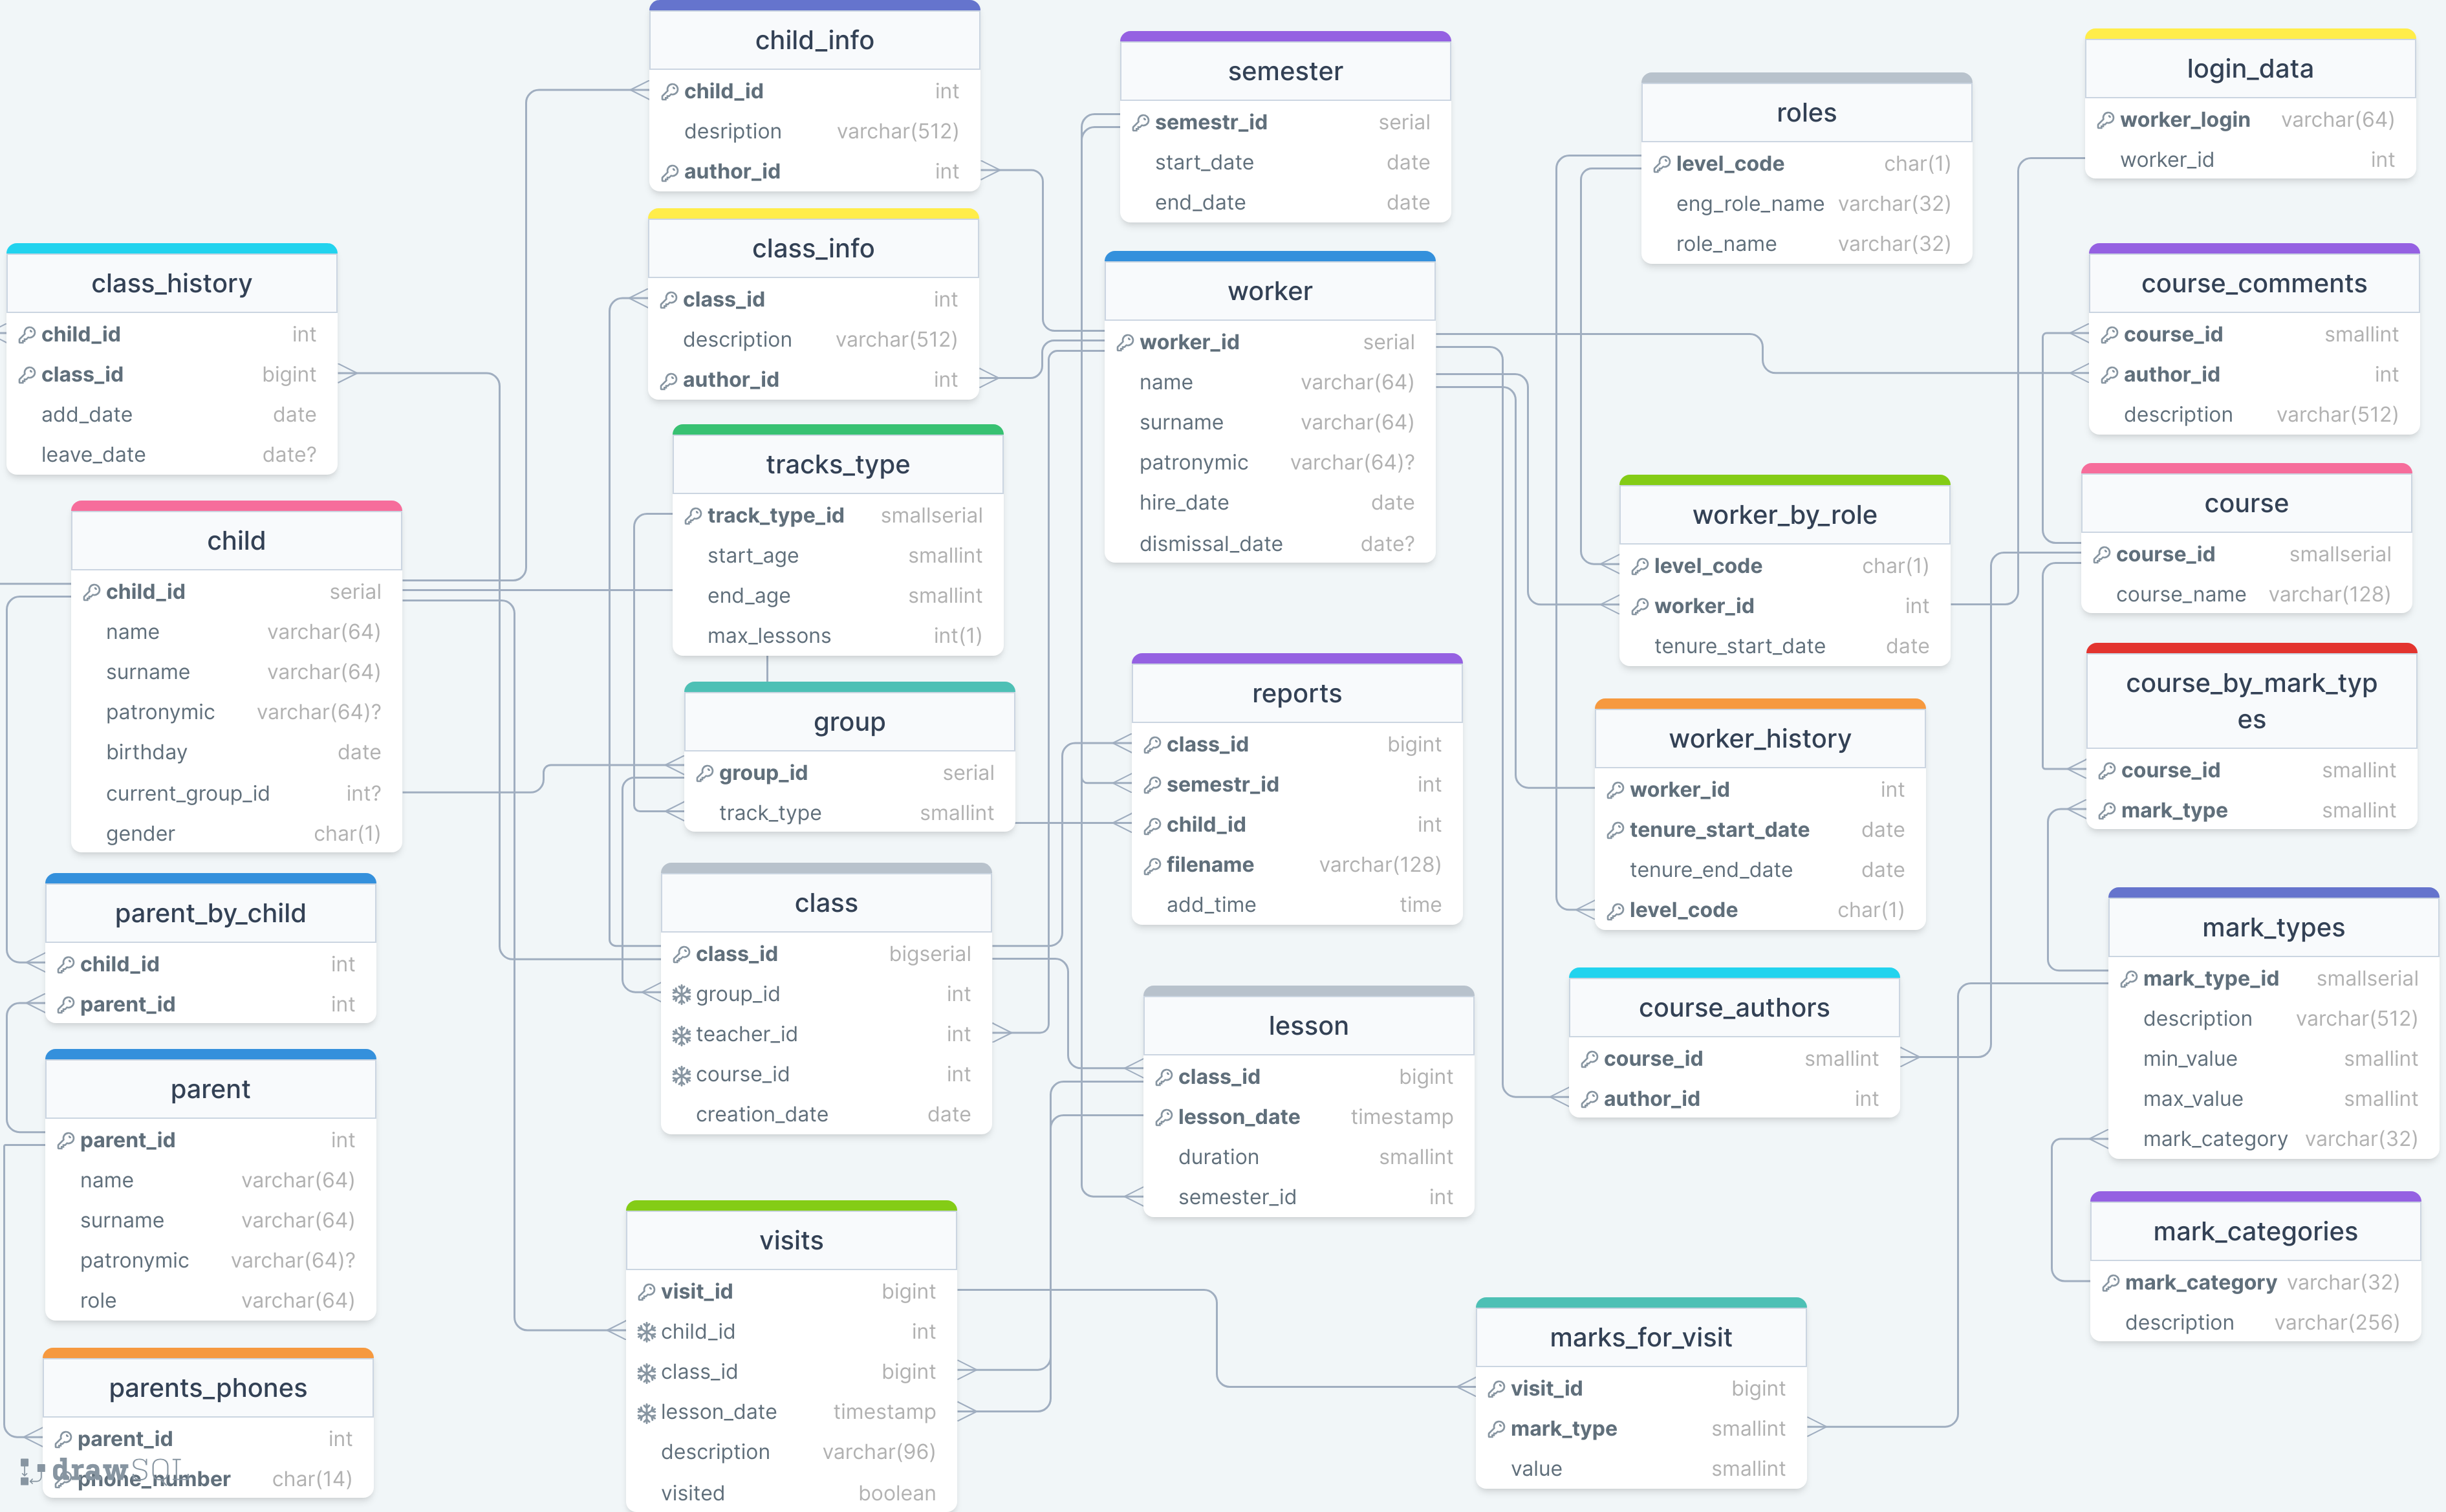 child_info
child_id int
desription varchar(512)
author_id int
class_info
class_id int
description varchar(512)
author_id int
semester
semestr_id serial
start_date date
end_date date
roles
level_code char(1)
eng_role_name varchar(32)
role_name varchar(32)
login_data
worker_login varchar(64)
worker_id int
class_history
child_id int
class_id bigint
add_date date
leave_date date?
worker
worker_id serial
name varchar(64)
surname varchar(64)
patronymic varchar(64)?
hire_date date
dismissal_date date?
course_comments
course_id smallint
author_id int
description varchar(512)
tracks_type
track_type_id smallserial
start_age smallint
end_age smallint
max_lessons int(1)
child
child_id serial
name varchar(64)
surname varchar(64)
patronymic varchar(64)?
birthday date
current_group_id int?
gender char(1)
worker_by_role
level_code char(1)
worker_id int
tenure_start_date date
course
course_id smallserial
course_name varchar(128)
group
group_id serial
track_type smallint
reports
class_id bigint
semestr_id int
child_id int
filename varchar(128)
add_time time
worker_history
worker_id int
tenure_start_date date
tenure_end_date date
level_code char(1)
course_by_mark_typ
es
course_id smallint
mark_type smallint
parent_by_child
child_id int
parent_id int
class
class_id bigserial
group_id int
teacher_id int
course_id int
creation_date date
lesson
class_id bigint
lesson_date timestamp
duration smallint
semester_id int
course_authors
course_id smallint
author_id int
mark_types
mark_type_id smallserial
description varchar(512)
min_value smallint
max_value smallint
mark_category varchar(32)
parent
parent_id int
name varchar(64)
surname varchar(64)
patronymic varchar(64)?
role varchar(64)
visits
visit_id bigint
child_id int
class_id bigint
lesson_date timestamp
description varchar(96)
visited boolean
marks_for_visit
visit_id bigint
mark_type smallint
value smallint
mark_categories
mark_category varchar(32)
description varchar(256)
parents_phones
parent_id int
phone_number char(14)
drawSQL